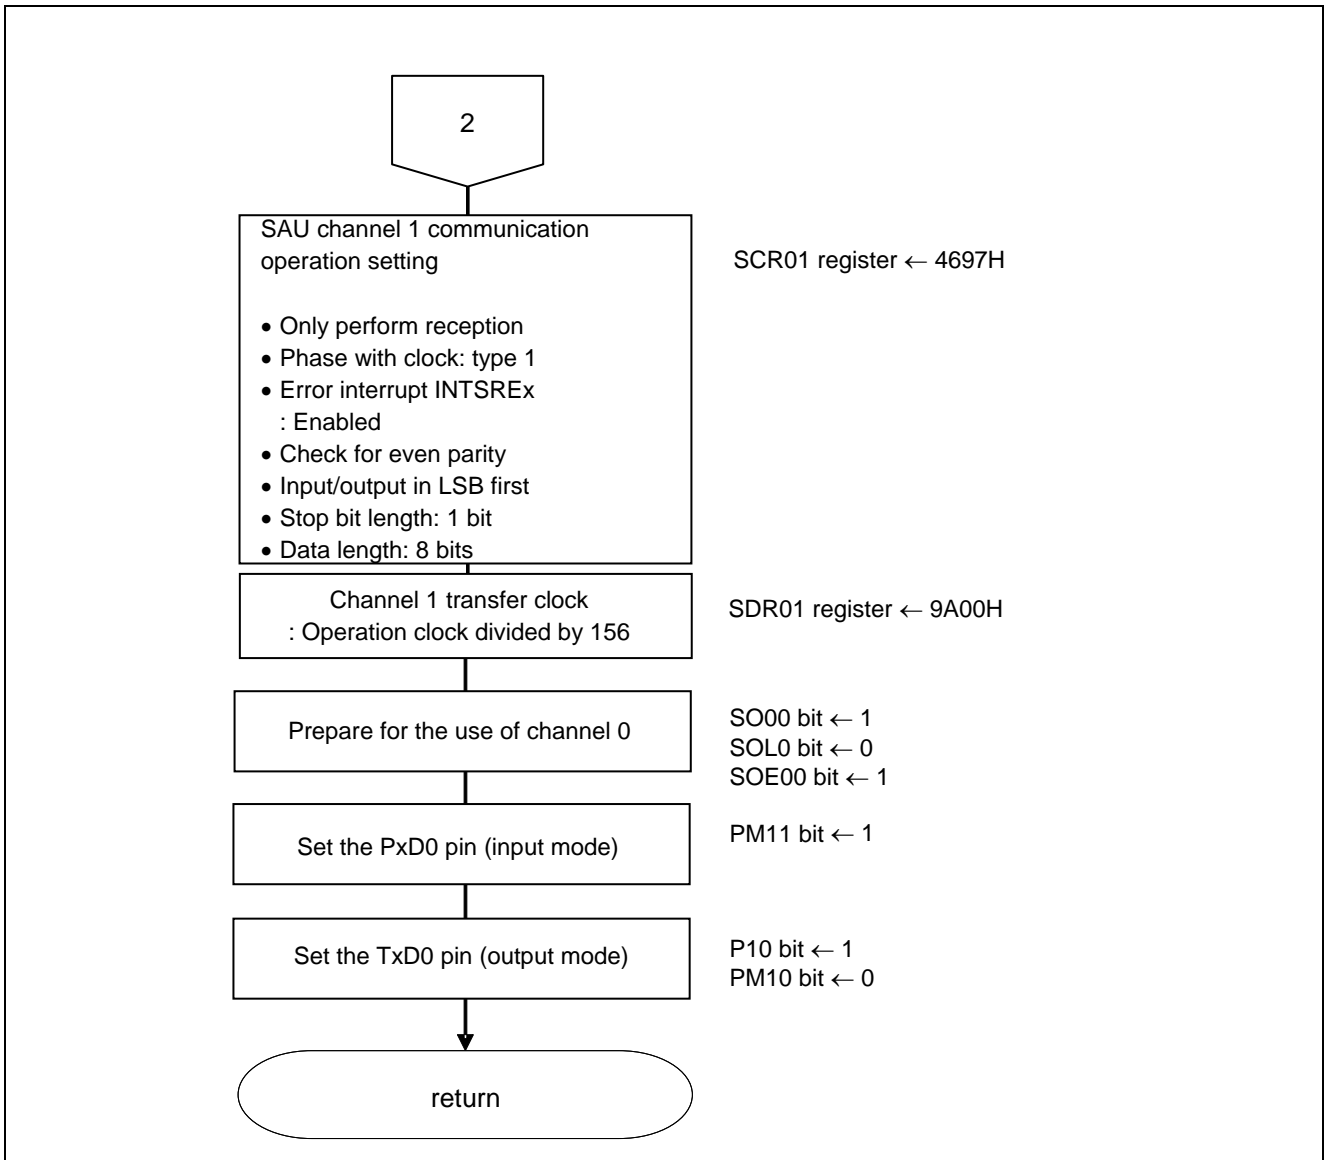 2
SAU channel 1 communication
operation setting
SCR01 register ← 4697H
• Only perform reception
• Phase with clock: type 1
• Error interrupt INTSREx
: Enabled
• Check for even parity
• Input/output in LSB first
• Stop bit length: 1 bit
• Data length: 8 bits
Channel 1 transfer clock
: Operation clock divided by 156
SDR01 register ← 9A00H
Prepare for the use of channel 0
SO00 bit ← 1
SOL0 bit ← 0
SOE00 bit ← 1
Set the PxD0 pin (input mode)
PM11 bit ← 1
Set the TxD0 pin (output mode)
P10 bit ← 1
PM10 bit ← 0
return